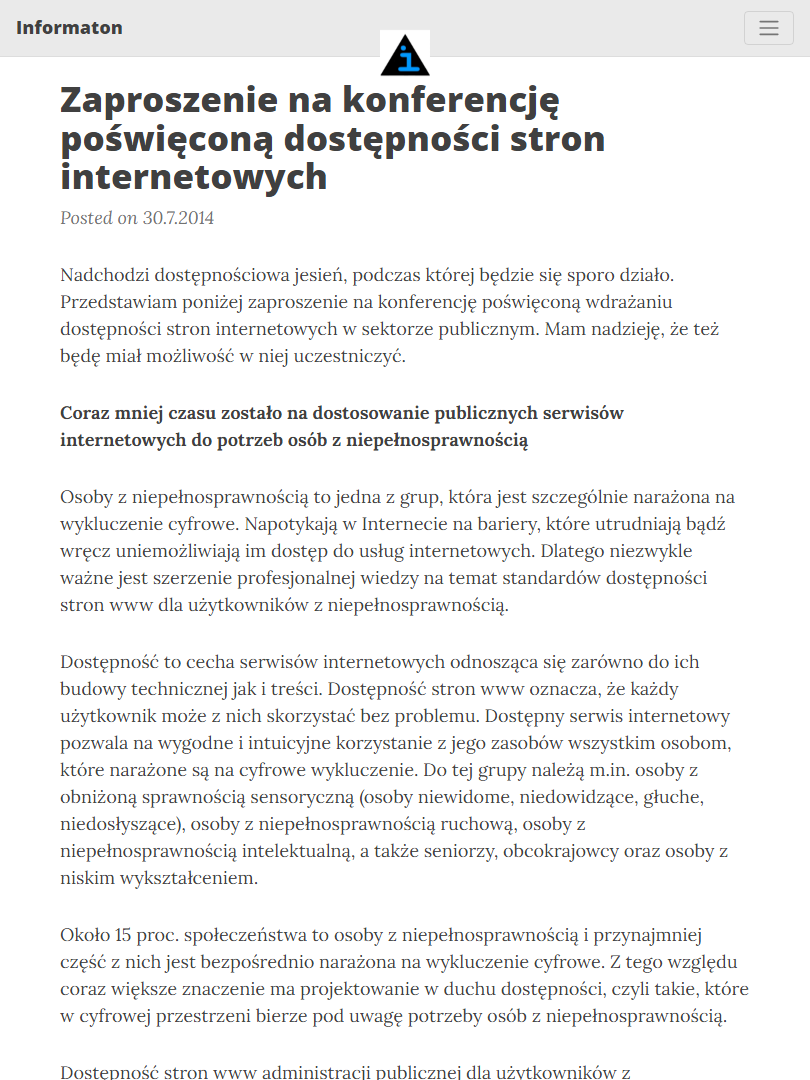 Informaton
i
Zaproszenie na konferencję
poświęconą dostępności stron
internetowych
Posted on 30.7.2014
Nadchodzi dostępnościowa jesień, podczas której będzie się sporo działo.
Przedstawiam poniżej zaproszenie na konferencję poświęconą wdrażaniu
dostępności stron internetowych w sektorze publicznym. Mam nadzieję, że też
będę miał możliwość w niej uczestniczyć.
Coraz mniej czasu zostało na dostosowanie publicznych serwisów
internetowych do potrzeb osób z niepełnosprawnością
Osoby z niepełnosprawnością to jedna z grup, która jest szczególnie narażona na
wykluczenie cyfrowe. Napotykają w Internecie na bariery, które utrudniają bądź
wręcz uniemożliwiają im dostęp do usług internetowych. Dlatego niezwykle
ważne jest szerzenie profesjonalnej wiedzy na temat standardów dostępności
stron www dla użytkowników z niepełnosprawnością.
Dostępność to cecha serwisów internetowych odnosząca się zarówno do ich
budowy technicznej jak i treści. Dostępność stron www oznacza, że każdy
użytkownik może z nich skorzystać bez problemu. Dostępny serwis internetowy
pozwala na wygodne i intuicyjne korzystanie z jego zasobów wszystkim osobom,
które narażone są na cyfrowe wykluczenie. Do tej grupy należą m.in. osoby z
obniżoną sprawnością sensoryczną (osoby niewidome, niedowidzące, głuche,
niedosłyszące), osoby z niepełnosprawnością ruchową, osoby z
niepełnosprawnością intelektualną, a także seniorzy, obcokrajowcy oraz osoby z
niskim wykształceniem.
Około 15 proc. społeczeństwa to osoby z niepełnosprawnością i przynajmniej
część z nich jest bezpośrednio narażona na wykluczenie cyfrowe. Z tego względu
coraz większe znaczenie ma projektowanie w duchu dostępności, czyli takie, które
w cyfrowej przestrzeni bierze pod uwagę potrzeby osób z niepełnosprawnością.
Dostępność stron www administracji publicznej dla użytkowników z